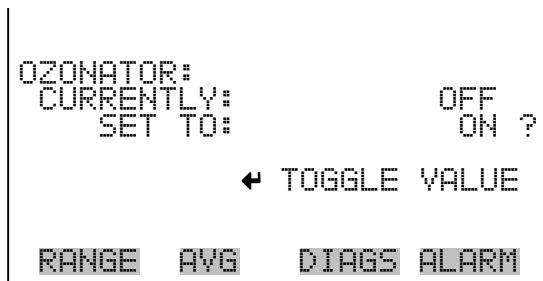 OZONATOR:
CURRENTLY: OFF
SET TO: ON ?
↵ TOGGLE VALUE
RANGE AVG DIAGS ALARM